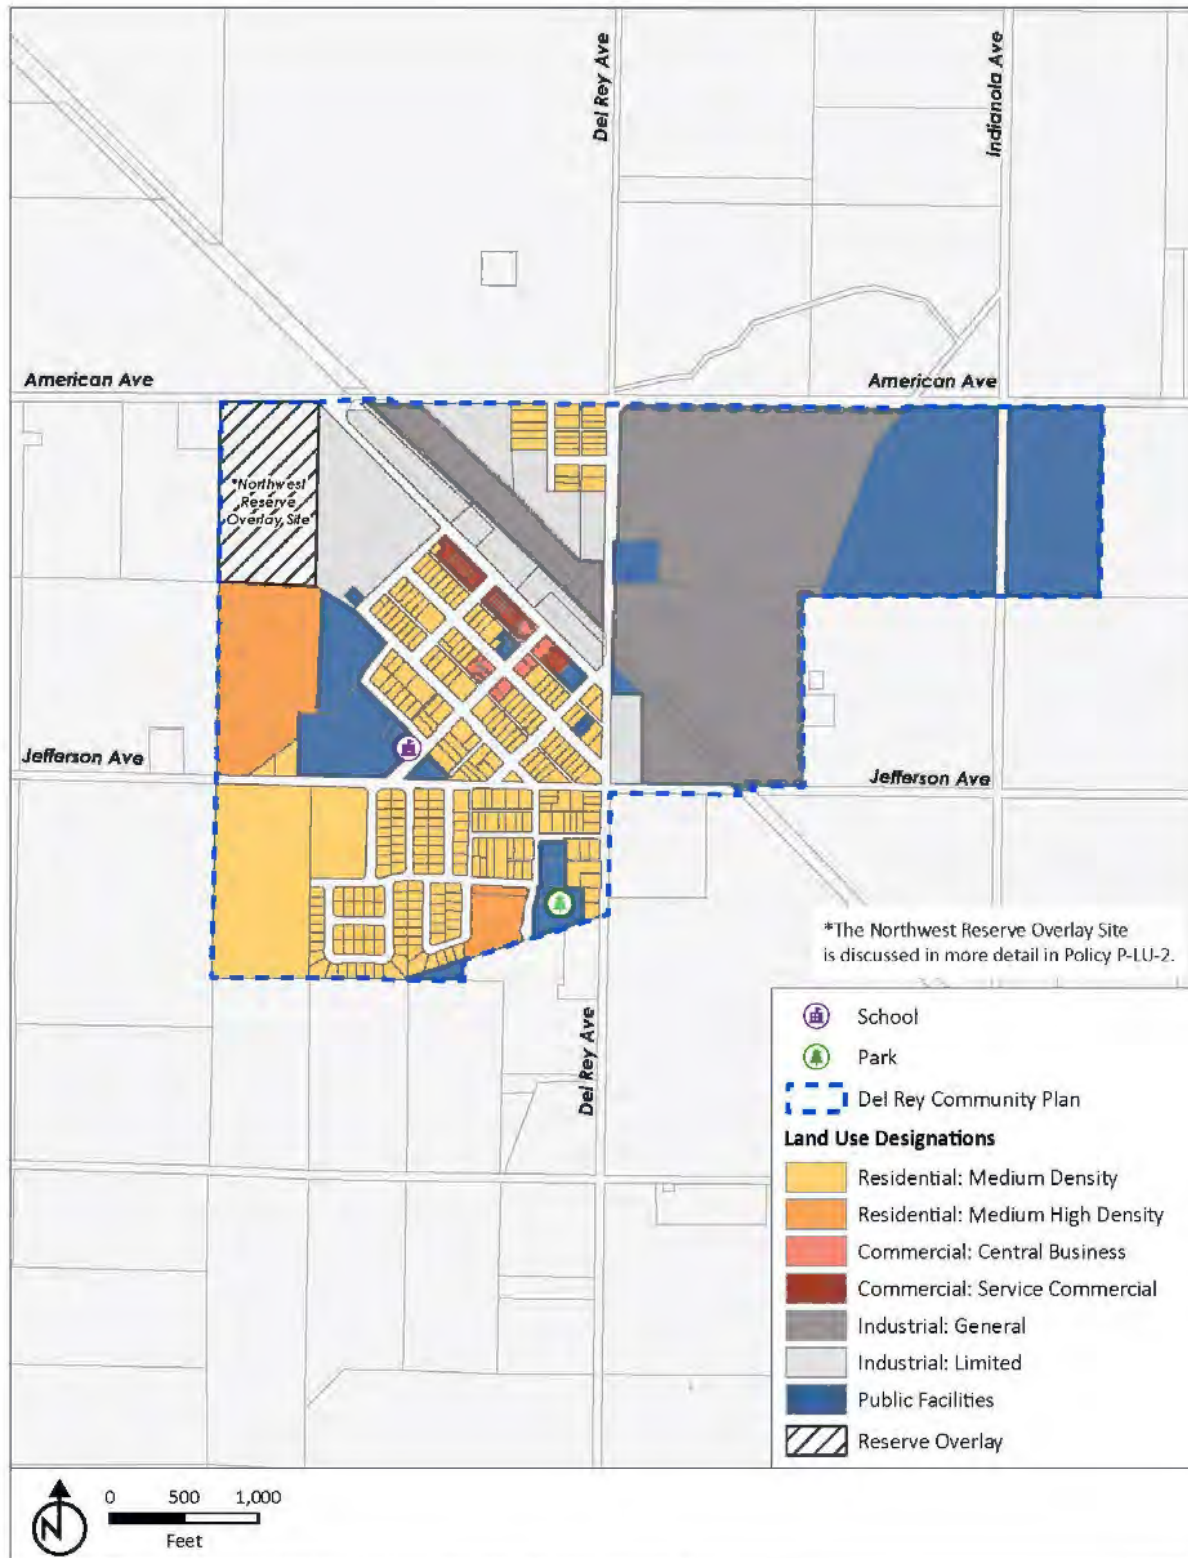 Del Rey Ave
Indianola Ave
American Ave
American Ave
*Northwest
Reserve
Overlay Site
Jefferson Ave
Jefferson Ave
*The Northwest Reserve Overlay Site
is discussed in more detail in Policy P-LU-2.
Del Rey Ave
School
Park
Del Rey Community Plan
Land Use Designations
Residential: Medium Density
Residential: Medium High Density
Commercial: Central Business
Commercial: Service Commercial
Industrial: General
Industrial: Limited
Public Facilities
Reserve Overlay
N
0 500 1,000
Feet